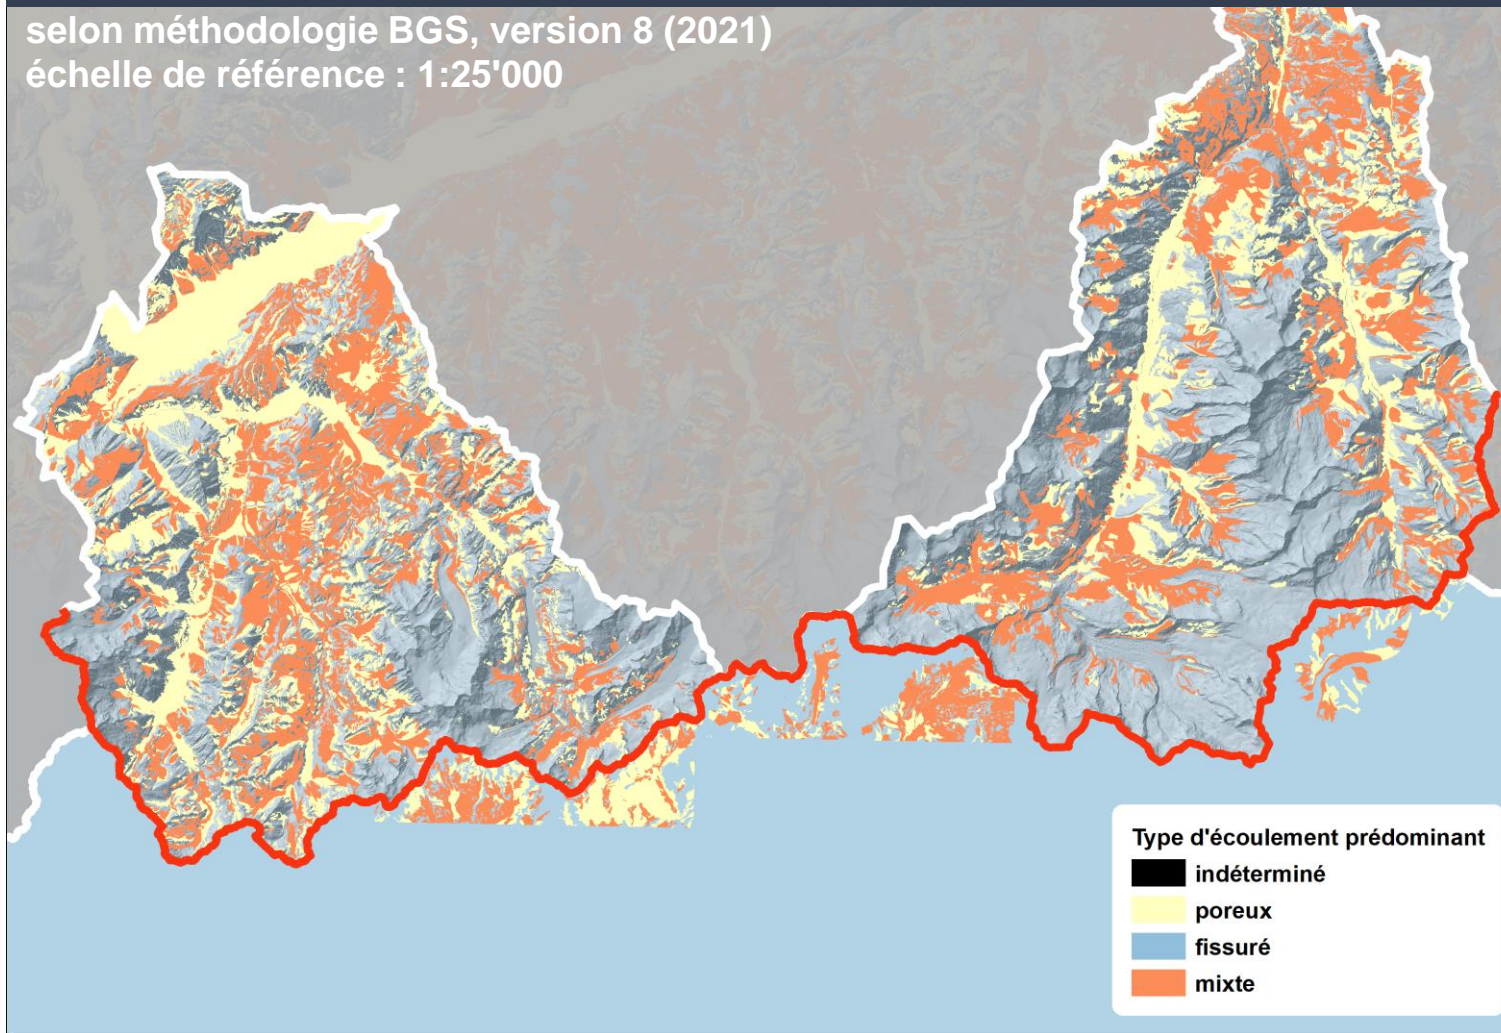 selon méthodologie BGS, version 8 (2021)
échelle de référence : 1:25'000
Type d'écoulement prédominant
indéterminé
poreux
fissuré
mixte